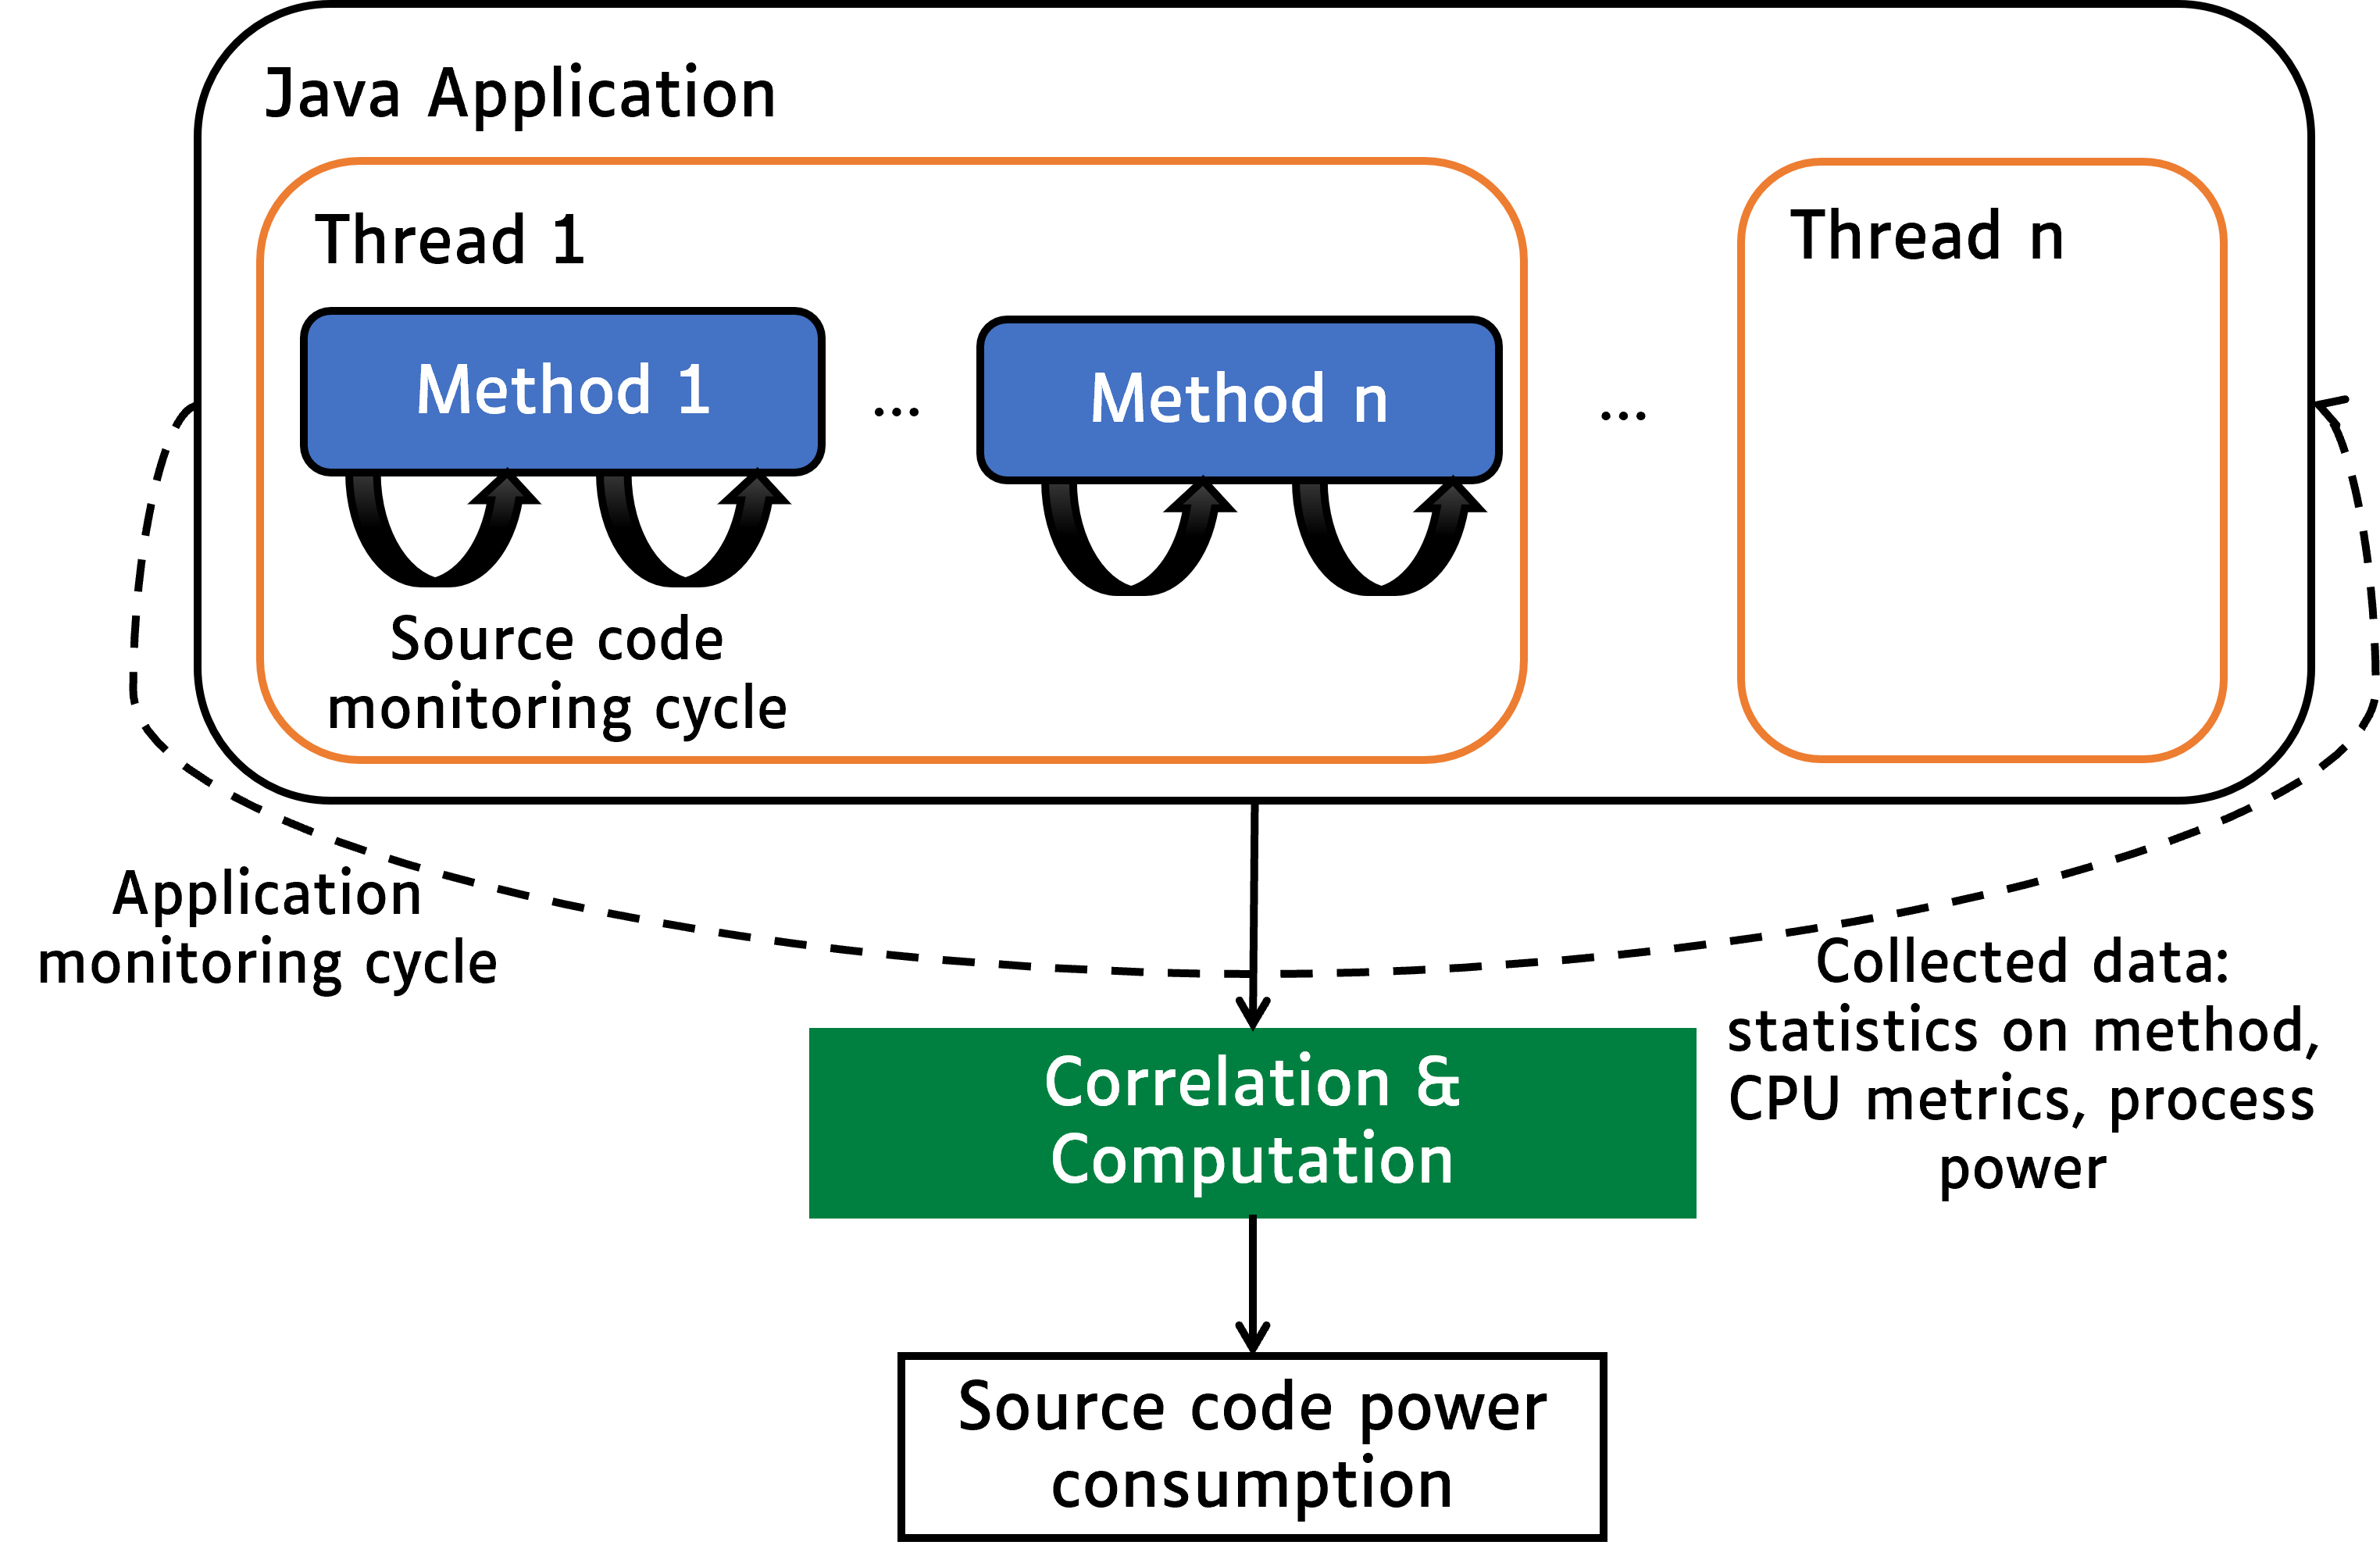 Java Application
Thread 1
Thread n
Method 1
...
Method n
...
Source code
monitoring cycle
Application
monitoring cycle
Collected data:
statistics on method,
CPU metrics, process
power
Correlation &
Computation
Source code power
consumption